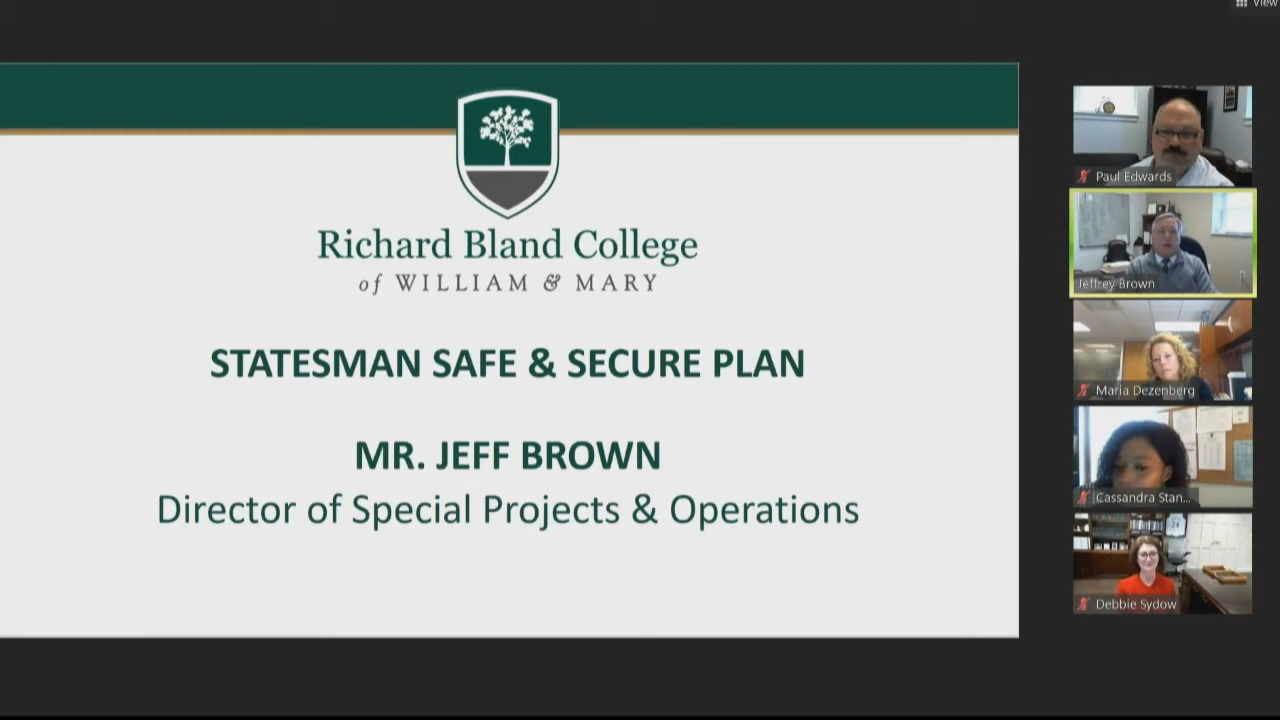 View
Richard Bland College
of WILLIAM & MARY
STATESMAN SAFE & SECURE PLAN
MR. JEFF BROWN
Director of Special Projects & Operations
Paul Edwards
Jeffrey Brown
Maria Dezenberg
Cassandra Stan...
Debbie Sydow